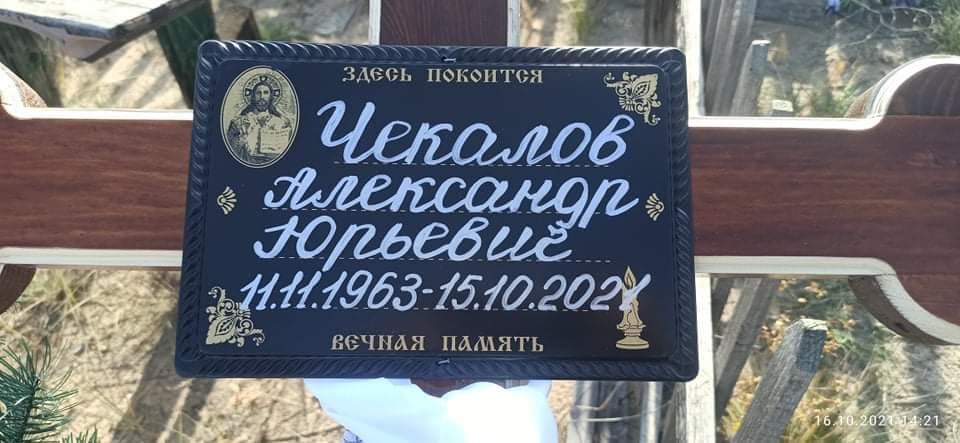 ЗДЕСЬ ПОКОИТСЯ
Чекалов
Александр
Юрьевич
11.11.1963-15.10.2021
ВЕЧНАЯ ПАМЯТЬ
16.10.2021 14:21